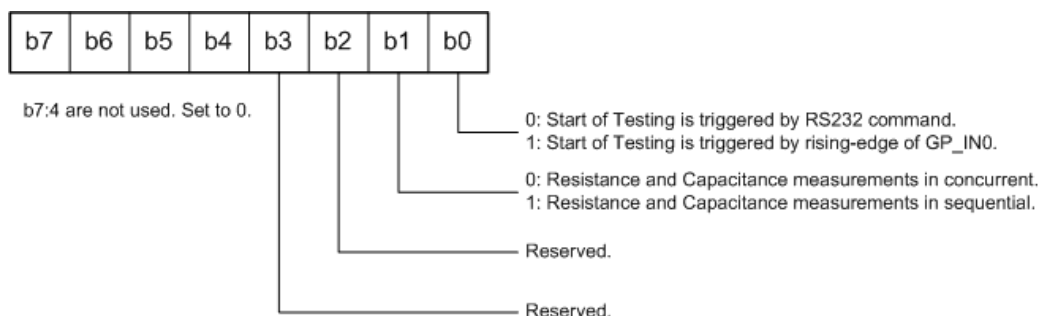 b7 b6 b5 b4 b3 b2 b1 b0
b7:4 are not used. Set to 0.
0: Start of Testing is triggered by RS232 command.
1: Start of Testing is triggered by rising-edge of GP_IN0.
0: Resistance and Capacitance measurements in concurrent.
1: Resistance and Capacitance measurements in sequential.
Reserved.
Reserved.